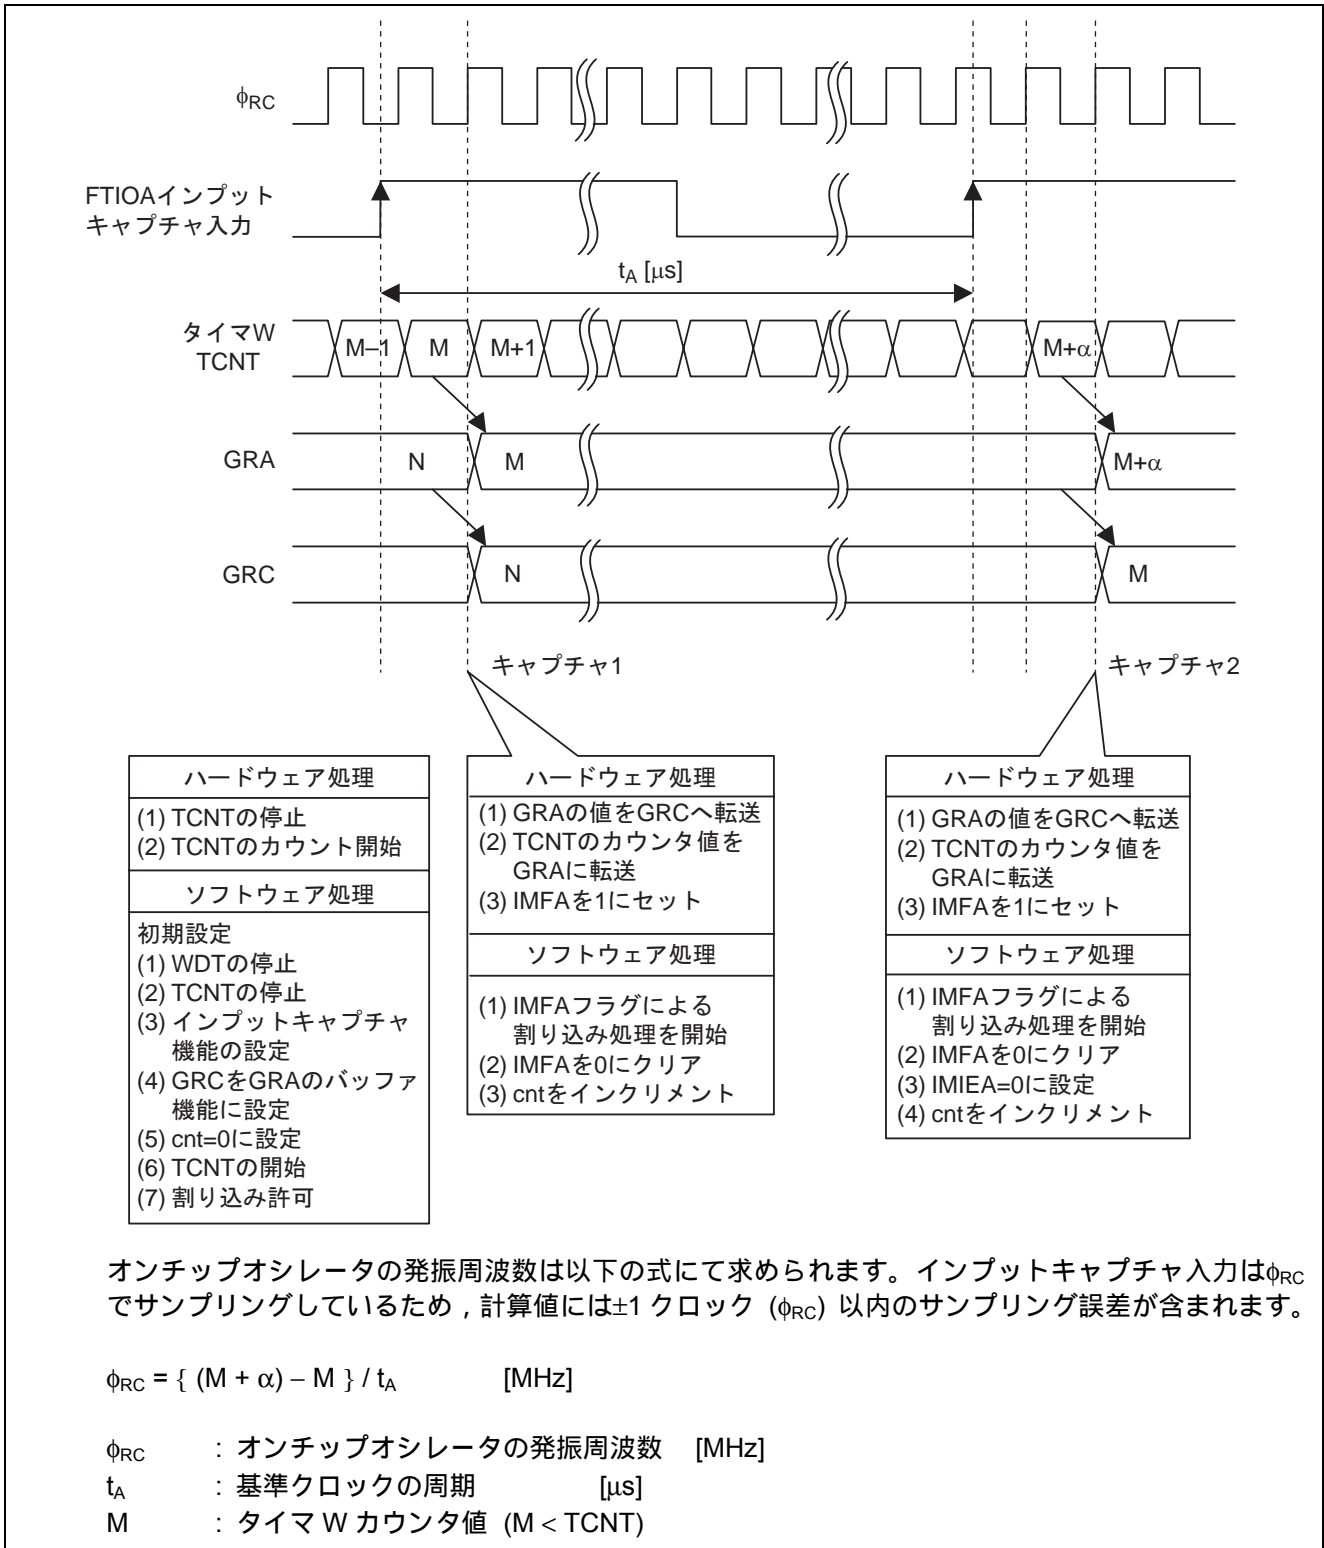 φRC
FTIOAインプット
キャプチャ入力
tA [μs]
タイマW
TCNT
M–1
M
M+1
M+α
GRA
N
M
M+α
GRC
N
M
キャプチャ1
キャプチャ2
ハードウェア処理
(1) TCNTの停止
(2) TCNTのカウント開始
ソフトウェア処理
初期設定
(1) WDTの停止
(2) TCNTの停止
(3) インプットキャプチャ
機能の設定
(4) GRCをGRAのバッファ
機能に設定
(5) cnt=0に設定
(6) TCNTの開始
(7) 割り込み許可
ハードウェア処理
(1) GRAの値をGRCへ転送
(2) TCNTのカウンタ値を
GRAに転送
(3) IMFAを1にセット
ソフトウェア処理
(1) IMFAフラグによる
割り込み処理を開始
(2) IMFAを0にクリア
(3) cntをインクリメント
ハードウェア処理
(1) GRAの値をGRCへ転送
(2) TCNTのカウンタ値を
GRAに転送
(3) IMFAを1にセット
ソフトウェア処理
(1) IMFAフラグによる
割り込み処理を開始
(2) IMFAを0にクリア
(3) IMIEA=0に設定
(4) cntをインクリメント
オンチップオシレータの発振周波数は以下の式にて求められます。インプットキャプチャ入力はφRC
でサンプリングしているため，計算値には±1 クロック (φRC) 以内のサンプリング誤差が含まれます。
φRC = { (M + α) – M } / tA [MHz]
φRC : オンチップオシレータの発振周波数 [MHz]
tA : 基準クロックの周期 [μs]
M : タイマ W カウンタ値 (M < TCNT)